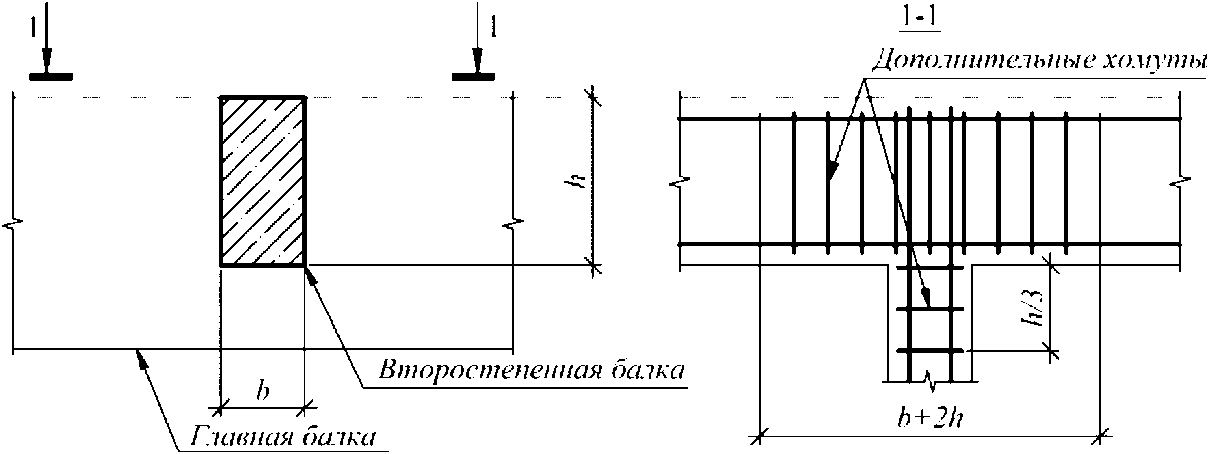 1
1
1-1
Дополнительные хомуты
h
h/3
Второстепенная балка
b
b+2h
Главная балка